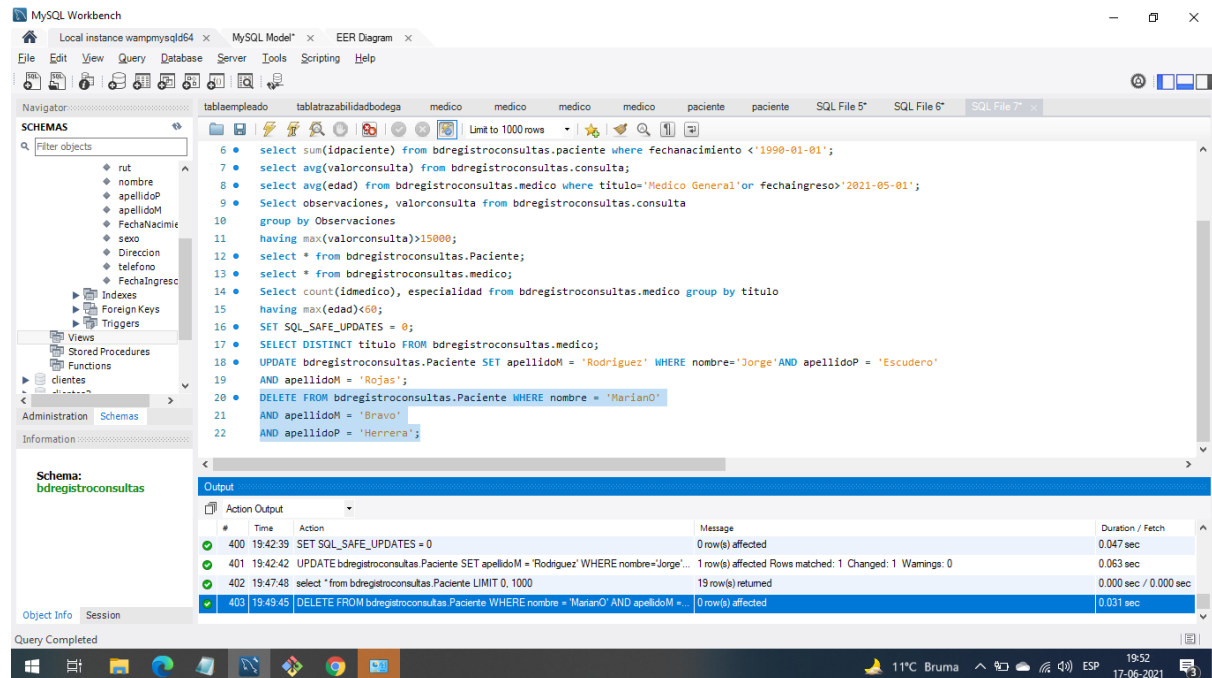 MySQL Workbench
Local instance wampmysqld64 × MySQL Model* × EER Diagram ×
File Edit View Query Database Server Tools Scripting Help
Navigator
tablaempleado tablatrazabilidadbodega medico medico medico medico paciente paciente SQL File 5* SQL File 6* SQL File 7* ×
SCHEMAS
Limit to 1000 rows
Filter objects
rut
nombre
apellidoP
apellidoM
FechaNacimie
sexo
Direccion
telefono
FechaIngresc
Indexes
Foreign Keys
Triggers
Views
Stored Procedures
Functions
clientes
Administration Schemas
Information
Schema:
bdregistroconsultas
Object Info Session
6 select sum(idpaciente) from bdregistroconsultas.paciente where fechanacimiento <'1990-01-01';
7 select avg(valorconsulta) from bdregistroconsultas.consulta;
8 select avg(edad) from bdregistroconsultas.medico where titulo='Medico General'or fechaingreso>'2021-05-01';
9 Select observaciones, valorconsulta from bdregistroconsultas.consulta
10 group by Observaciones
11 having max(valorconsulta)>15000;
12 select * from bdregistroconsultas.Paciente;
13 select * from bdregistroconsultas.medico;
14 Select count(idmedico), especialidad from bdregistroconsultas.medico group by titulo
15 having max(edad)<60;
16 SET SQL_SAFE_UPDATES = 0;
17 SELECT DISTINCT titulo FROM bdregistroconsultas.medico;
18 UPDATE bdregistroconsultas.Paciente SET apellidoM = 'Rodriguez' WHERE nombre='Jorge'AND apellidoP = 'Escudero'
19 AND apellidoM = 'Rojas';
20 DELETE FROM bdregistroconsultas.Paciente WHERE nombre = 'MarianO'
21 AND apellidoM = 'Bravo'
22 AND apellidoP = 'Herrera';
Output
Action Output
# Time Action Message Duration / Fetch
400 19:42:39 SET SQL_SAFE_UPDATES = 0 0 row(s) affected 0.047 sec
401 19:42:42 UPDATE bdregistroconsultas.Paciente SET apellidoM = 'Rodriguez' WHERE nombre='Jorge'... 1 row(s) affected Rows matched: 1 Changed: 1 Warnings: 0 0.063 sec
402 19:47:48 select * from bdregistroconsultas.Paciente LIMIT 0, 1000 19 row(s) returned 0.000 sec / 0.000 sec
403 19:49:45 DELETE FROM bdregistroconsultas.Paciente WHERE nombre = 'MarianO' AND apellidoM =... 0 row(s) affected 0.031 sec
Query Completed
11°C Bruma ESP 19:52
17-06-2021